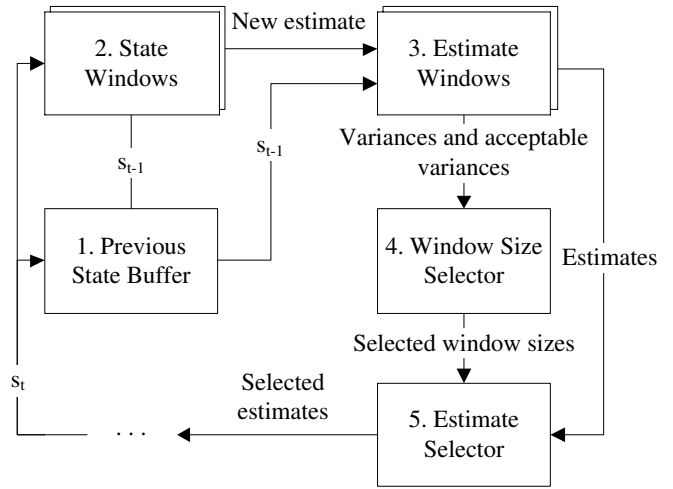 New estimate
2. State
Windows
3. Estimate
Windows
s_{t-1}
s_{t-1}
Variances and acceptable
variances
1. Previous
State Buffer
4. Window Size
Selector
Estimates
Selected window sizes
s_t
Selected
estimates
. . .
5. Estimate
Selector